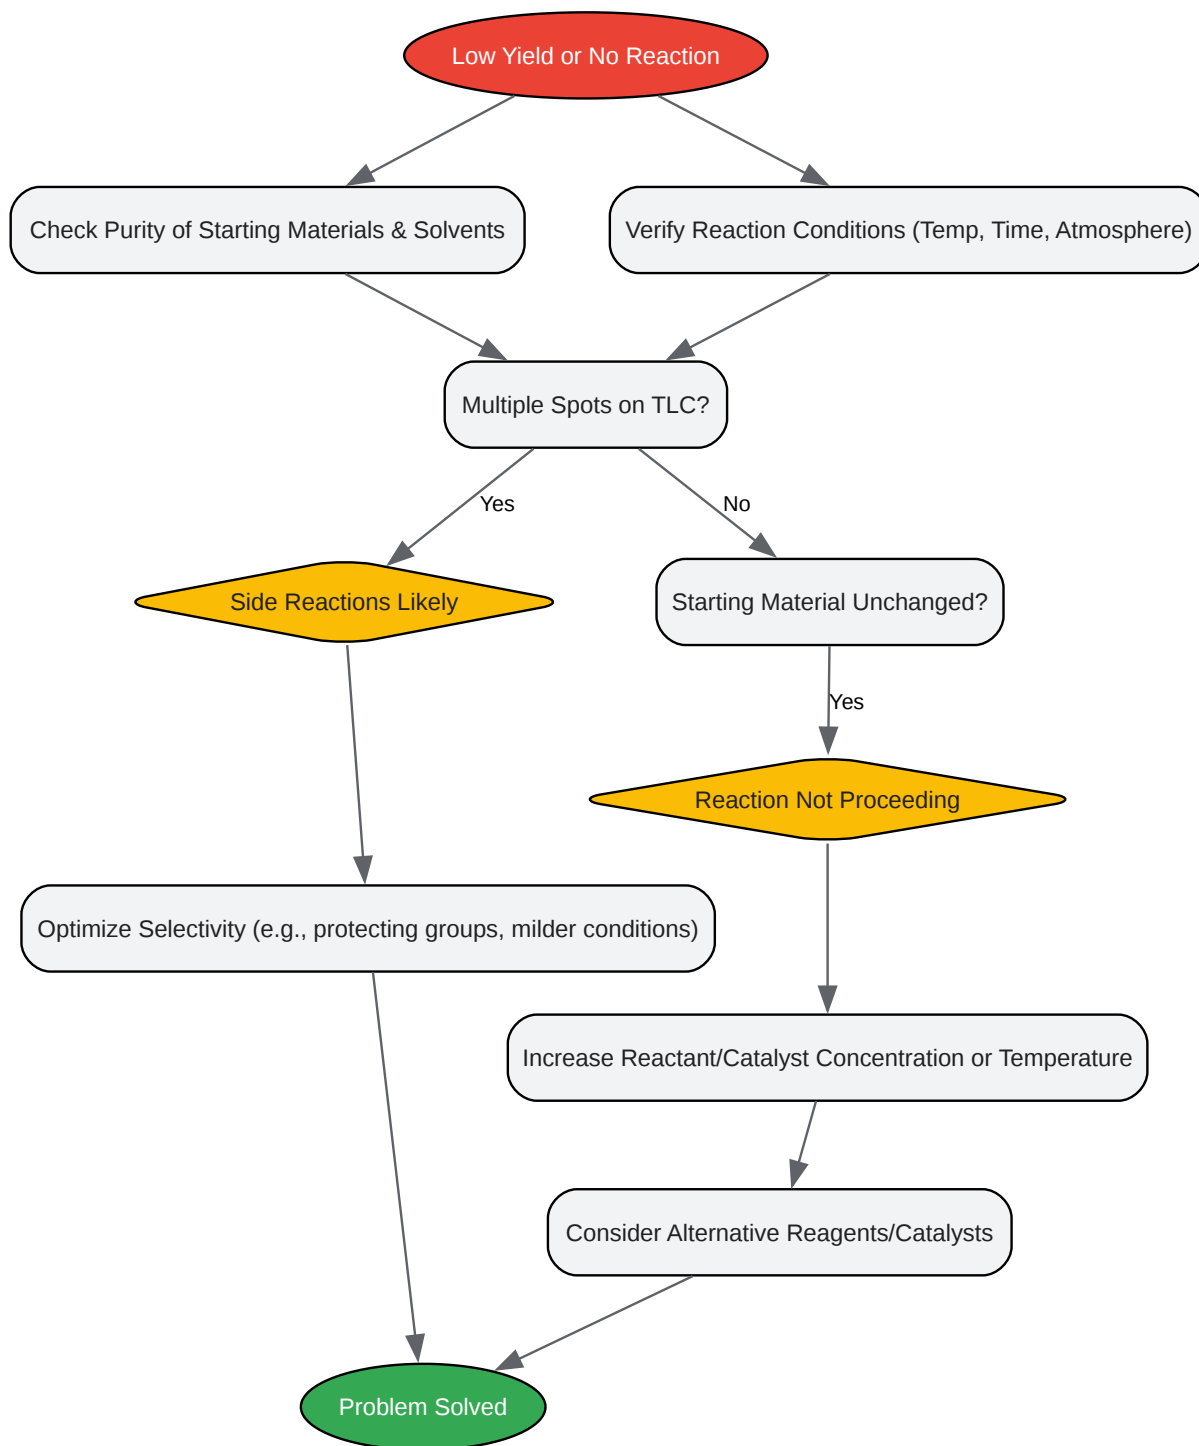 Low Yield or No Reaction
Check Purity of Starting Materials & Solvents
Verify Reaction Conditions (Temp, Time, Atmosphere)
Multiple Spots on TLC?
Yes
No
Side Reactions Likely
Starting Material Unchanged?
Yes
Reaction Not Proceeding
Optimize Selectivity (e.g., protecting groups, milder conditions)
Increase Reactant/Catalyst Concentration or Temperature
Consider Alternative Reagents/Catalysts
Problem Solved